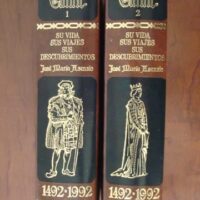 1
SU VIDA
SUS VIAJES
SUS
DESCUBRIMIENTOS
José María Asensio
1492·1992
2
SU VIDA
SUS VIAJES
SUS
DESCUBRIMIENTOS
José María Asensio
1492·1992